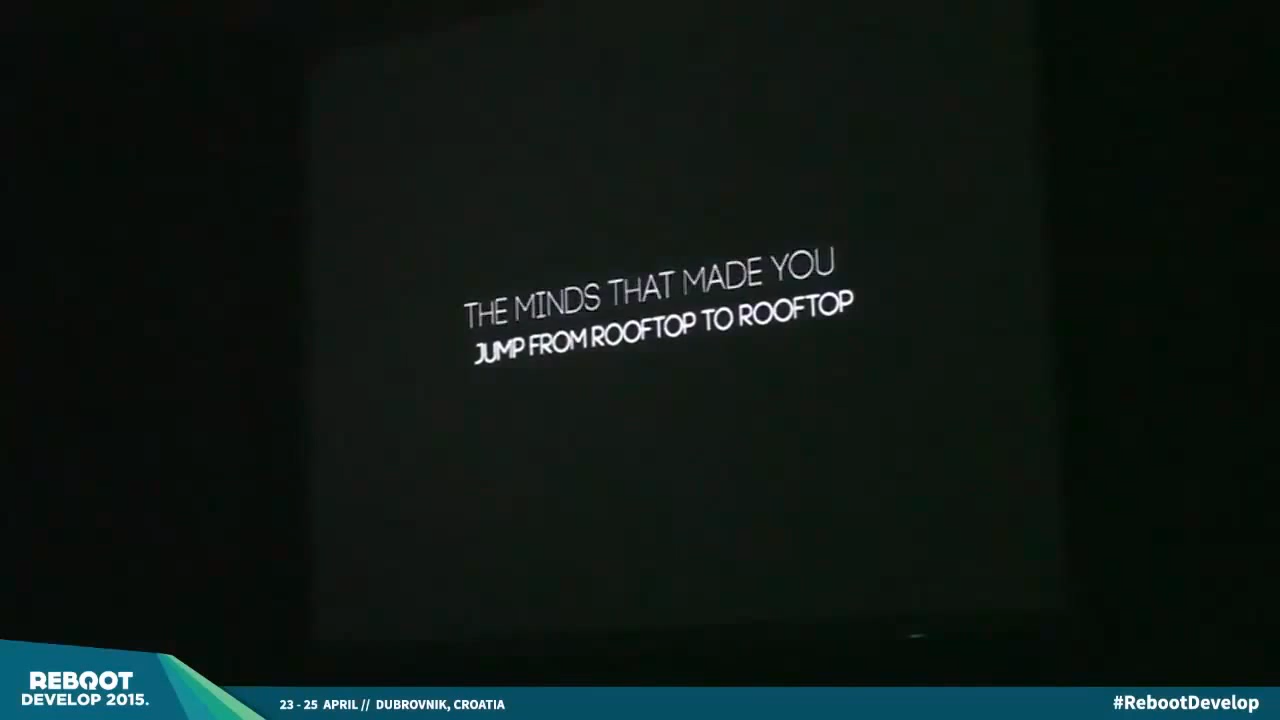 THE MINDS THAT MADE YOU
JUMP FROM ROOFTOP TO ROOFTOP
REBOOT
DEVELOP 2015.
23 - 25 APRIL // DUBROVNIK, CROATIA
#RebootDevelop